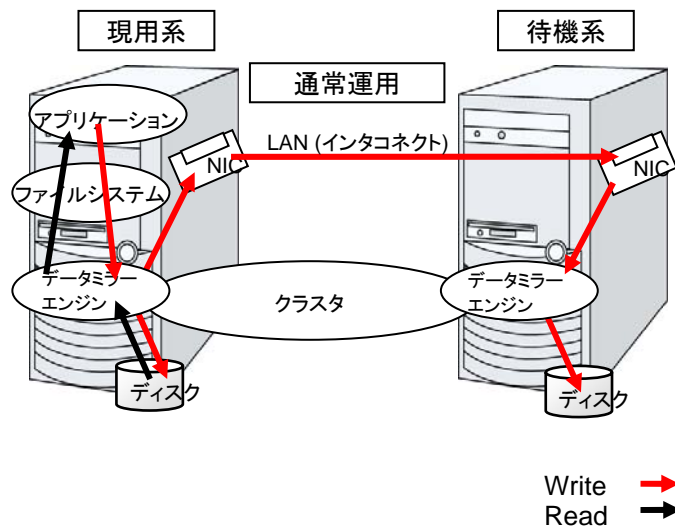 現用系
待機系
通常運用
アプリケーション
LAN (インタコネクト)
NIC
NIC
ファイルシステム
データミラー
エンジン
クラスタ
データミラー
エンジン
ディスク
ディスク
Write
Read